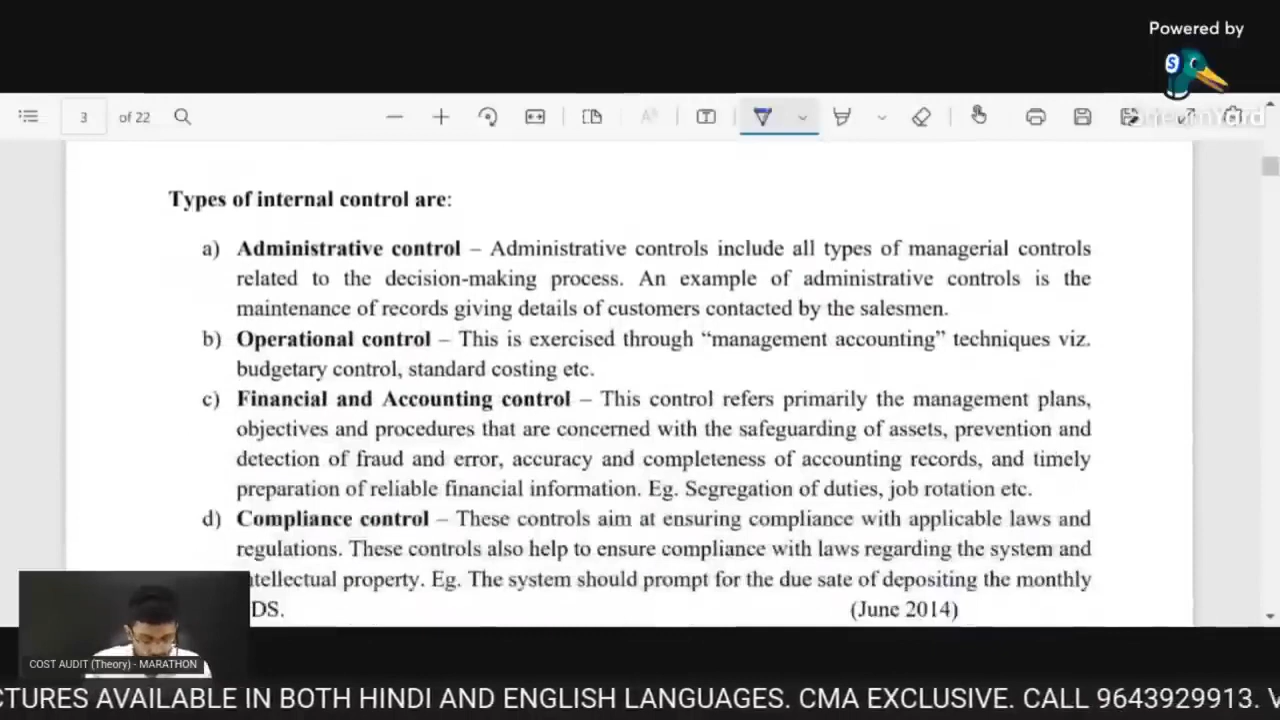 Powered by
3 of 22
Types of internal control are:
a) Administrative control – Administrative controls include all types of managerial controls
related to the decision-making process. An example of administrative controls is the
maintenance of records giving details of customers contacted by the salesmen.
b) Operational control – This is exercised through “management accounting” techniques viz.
budgetary control, standard costing etc.
c) Financial and Accounting control – This control refers primarily the management plans,
objectives and procedures that are concerned with the safeguarding of assets, prevention and
detection of fraud and error, accuracy and completeness of accounting records, and timely
preparation of reliable financial information. Eg. Segregation of duties, job rotation etc.
d) Compliance control – These controls aim at ensuring compliance with applicable laws and
regulations. These controls also help to ensure compliance with laws regarding the system and
ntellectual property. Eg. The system should prompt for the due sate of depositing the monthly
DS. (June 2014)
COST AUDIT (Theory) - MARATHON
CTURES AVAILABLE IN BOTH HINDI AND ENGLISH LANGUAGES. CMA EXCLUSIVE. CALL 9643929913. V